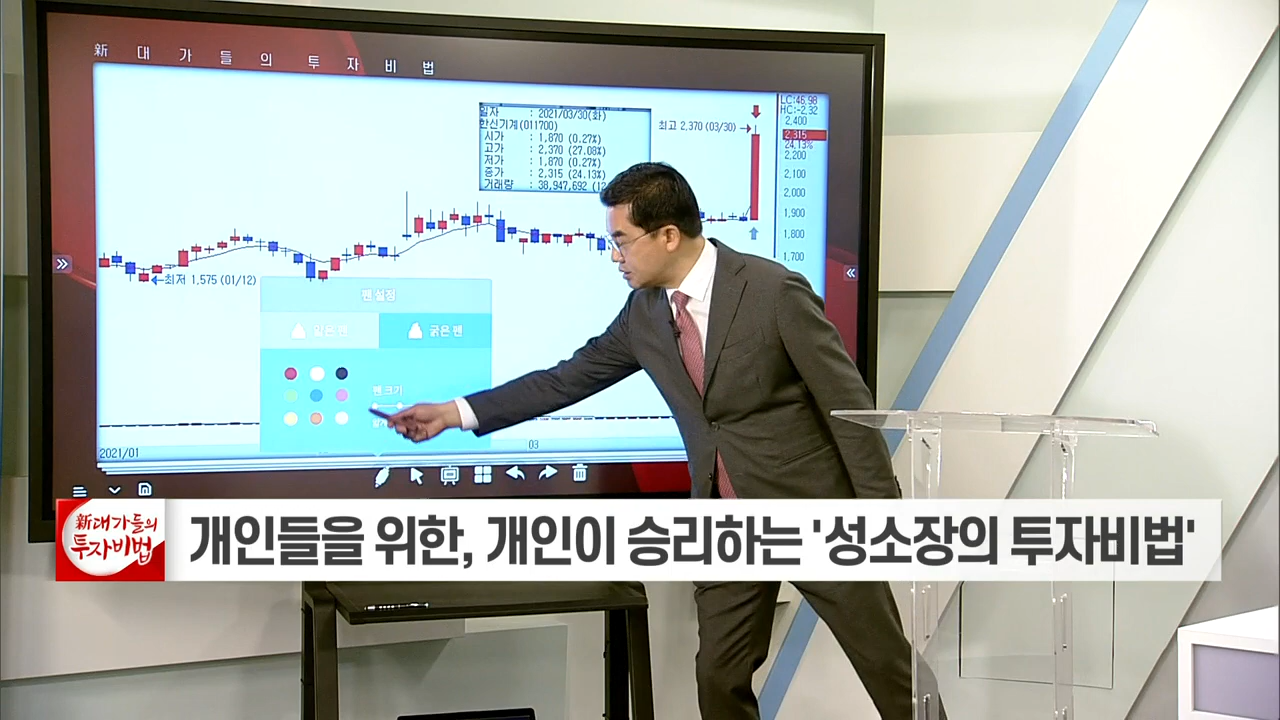 新 대 가 들 의 투 자 비 법
일자 : 2021/03/30(화)
한신기계(011700)
시가 : 1,870 (0.27%)
고가 : 2,370 (27.08%)
저가 : 1,870 (0.27%)
종가 : 2,315 (24.13%)
거래량 : 38,947,692 (12
최고 2,370 (03/30)
LC:46.98
HC:-2.32
2,400
2,315
24.13%
2,200
2,100
2,000
1,900
1,800
1,700
최저 1,575 (01/12)
펜 설정
얇은 펜
굵은 펜
펜 크기
2021/01
03
新 대가들의
투자비법
개인들을 위한, 개인이 승리하는 '성소장의 투자비법'